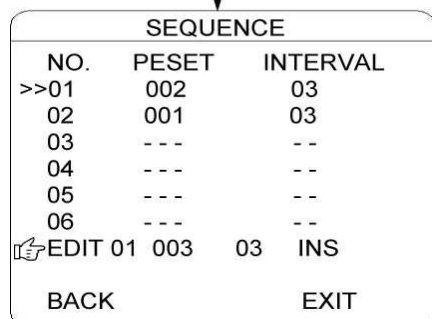 SEQUENCE
NO. PESET INTERVAL
>>01 002 03
02 001 03
03 - - - - -
04 - - - - -
05 - - - - -
06 - - - - -
EDIT 01 003 03 INS
BACK EXIT